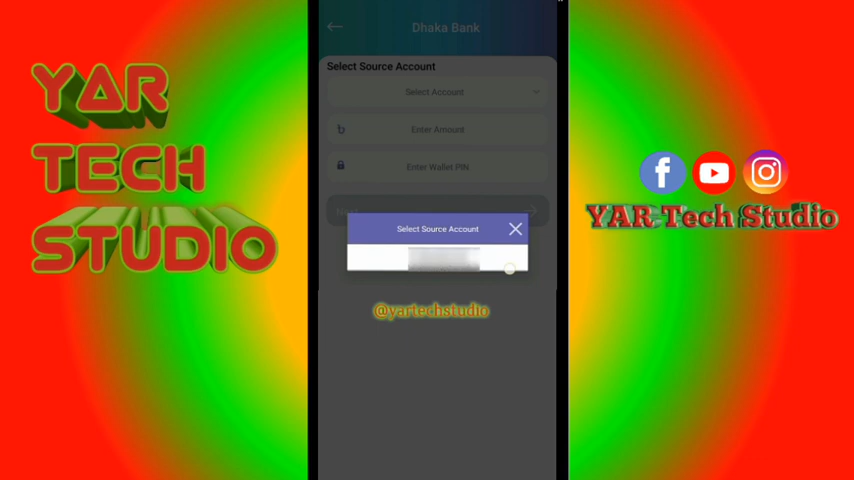 YAR
TECH
STUDIO
Dhaka Bank
Select Source Account
Select Account
৳ Enter Amount
Enter Wallet PIN
Next
Select Source Account
@yartechstudio
YAR Tech Studio